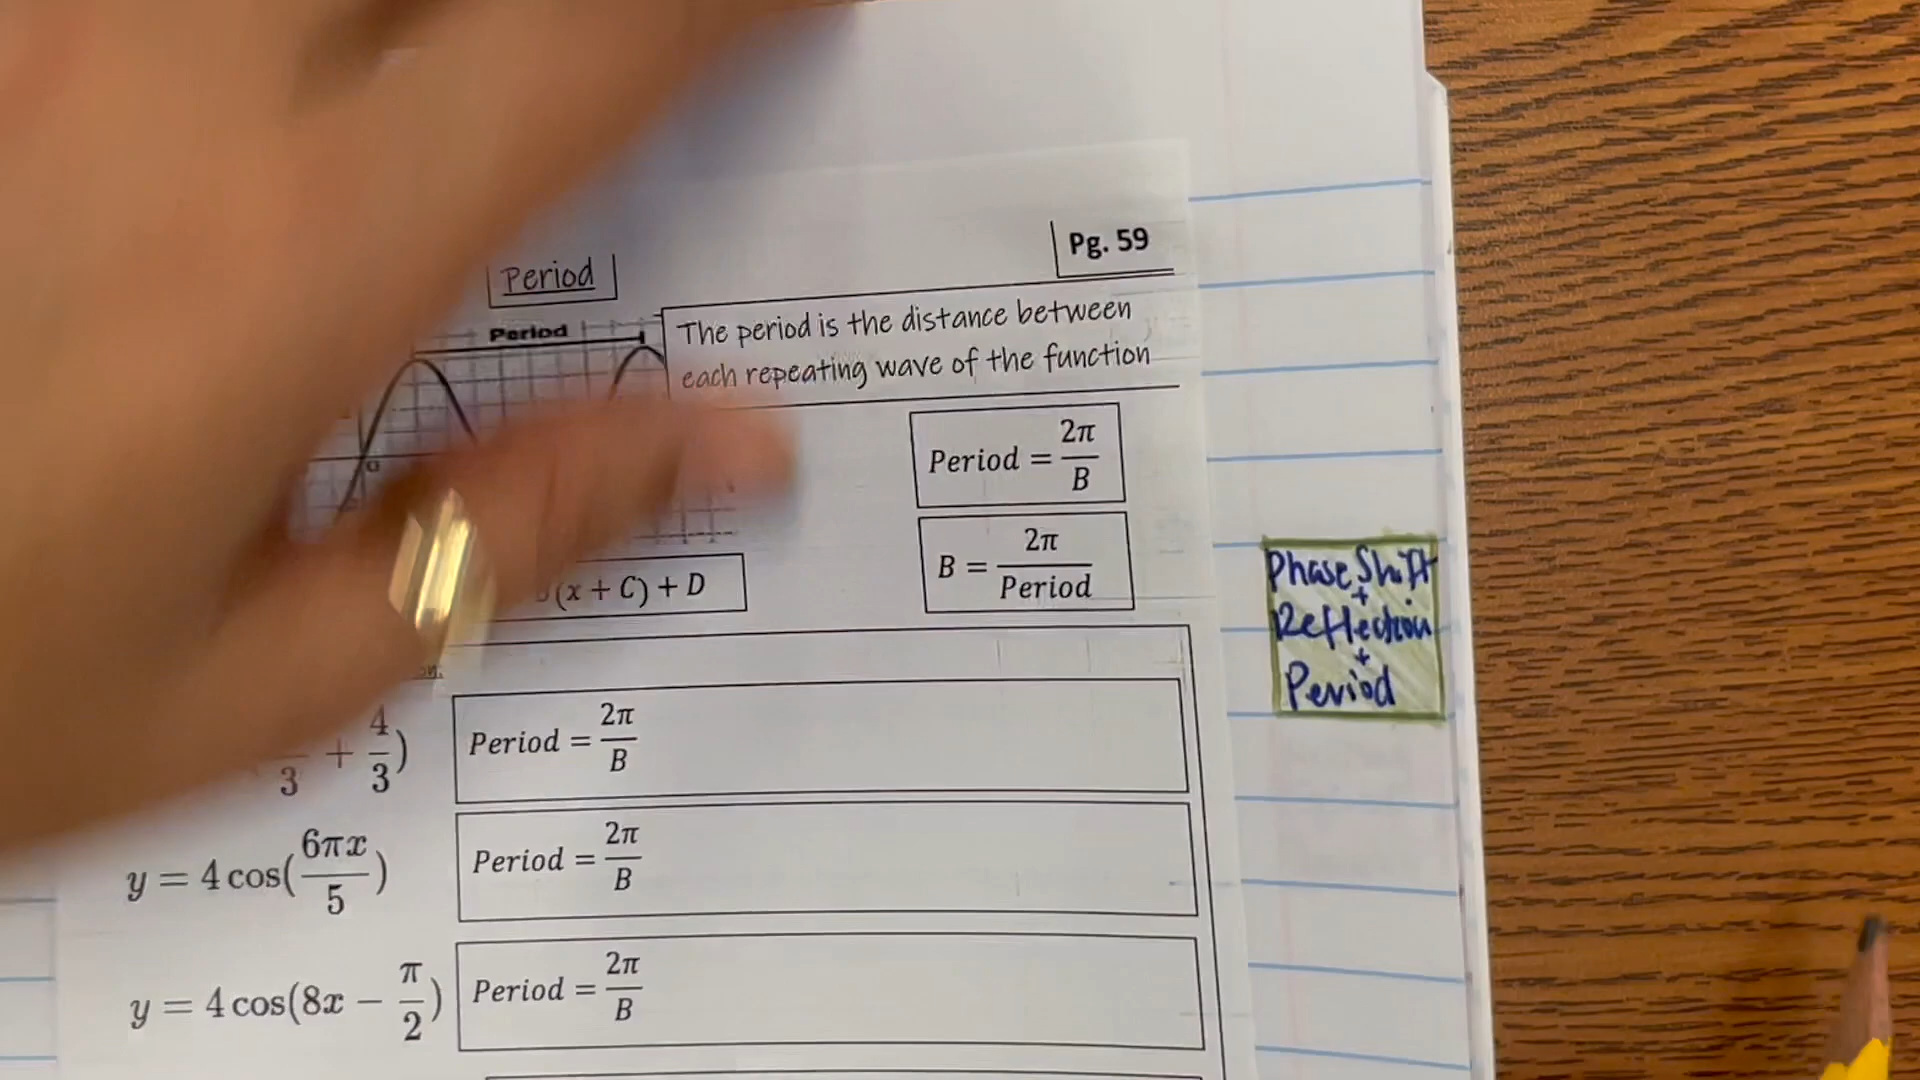 Pg. 59
Period
Period
The period is the distance between
each repeating wave of the function
0
Period = 2π/B
B = 2π/Period
(x + C) + D
3 + 4/3)
Period = 2π/B
y = 4 cos(6πx/5)
Period = 2π/B
y = 4 cos(8x − π/2)
Period = 2π/B
Phase Shift
+
Reflection
+
Period